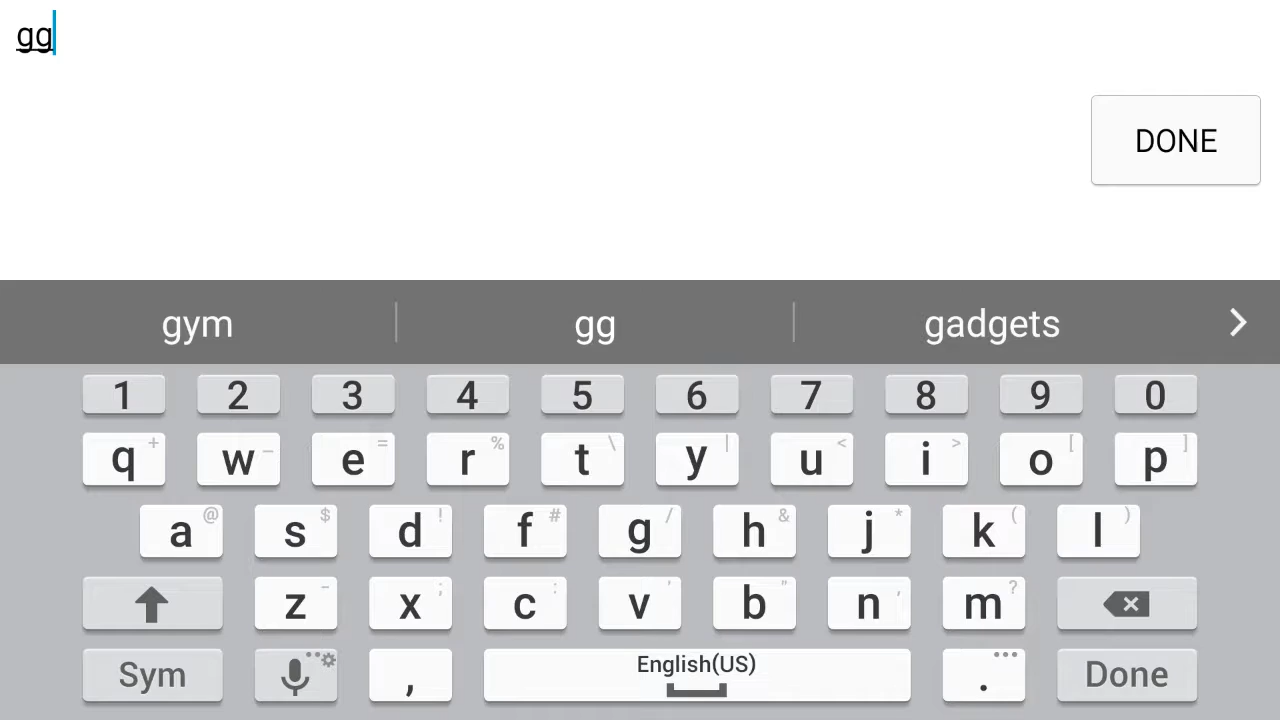 gg
DONE
gym gg gadgets
1 2 3 4 5 6 7 8 9 0
q + w _ e = r % t \ y | u < i > o [ p ]
a @ s $ d ! f # g / h & j * k ( l )
z - x ; c : v ' b " n , m ?
Sym , English(US) . Done